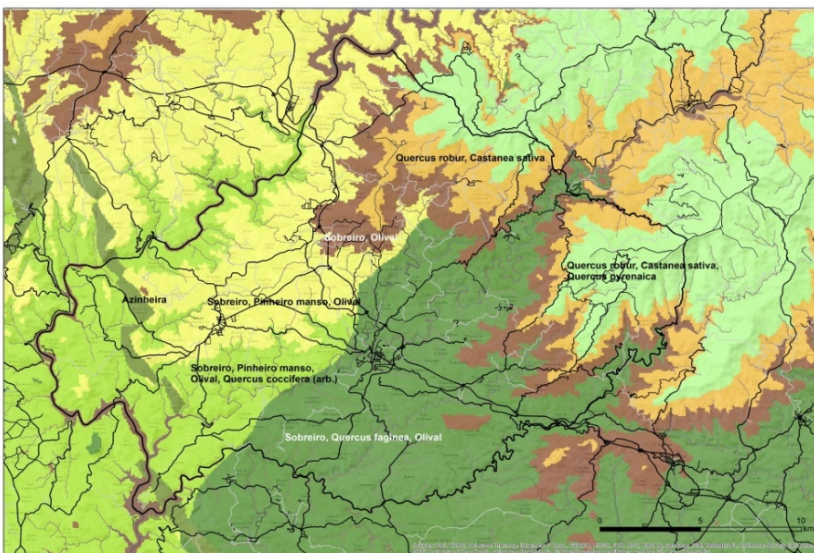 Quercus robur, Castanea sativa
Sobreiro, Olival
Quercus robur, Castanea sativa,
Quercus pyrenaica
Azinheira
Sobreiro, Pinheiro manso, Olival
Sobreiro, Pinheiro manso,
Olival, Quercus coccifera (arb.)
Sobreiro, Quercus faginea, Olival
0 5 10
km